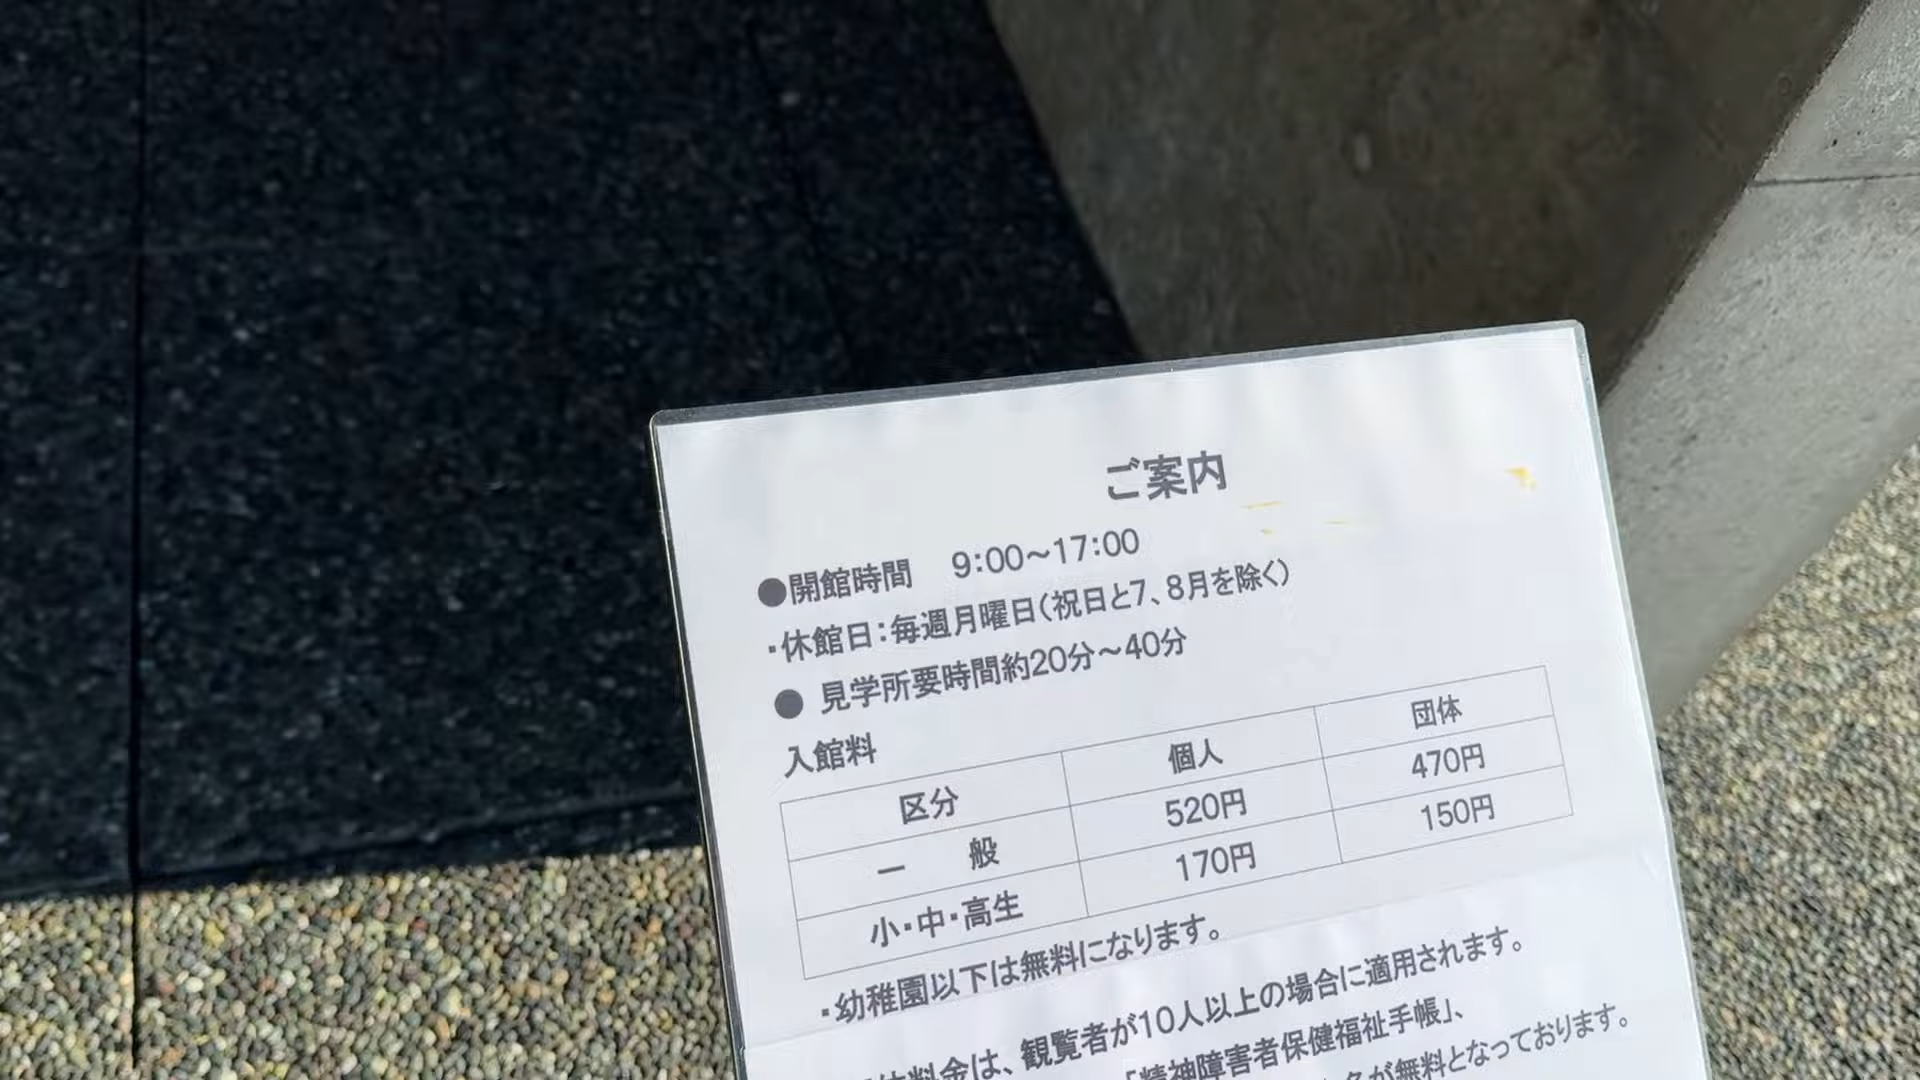 ご案内
●開館時間 9:00～17:00
・休館日:毎週月曜日(祝日と7、8月を除く)
● 見学所要時間約20分～40分
入館料
区分 個人 団体
一 般 520円 470円
小・中・高生 170円 150円
・幼稚園以下は無料になります。
料金は、観覧者が10人以上の場合に適用されます。
「精神障害者保健福祉手帳」、
が無料となっております。